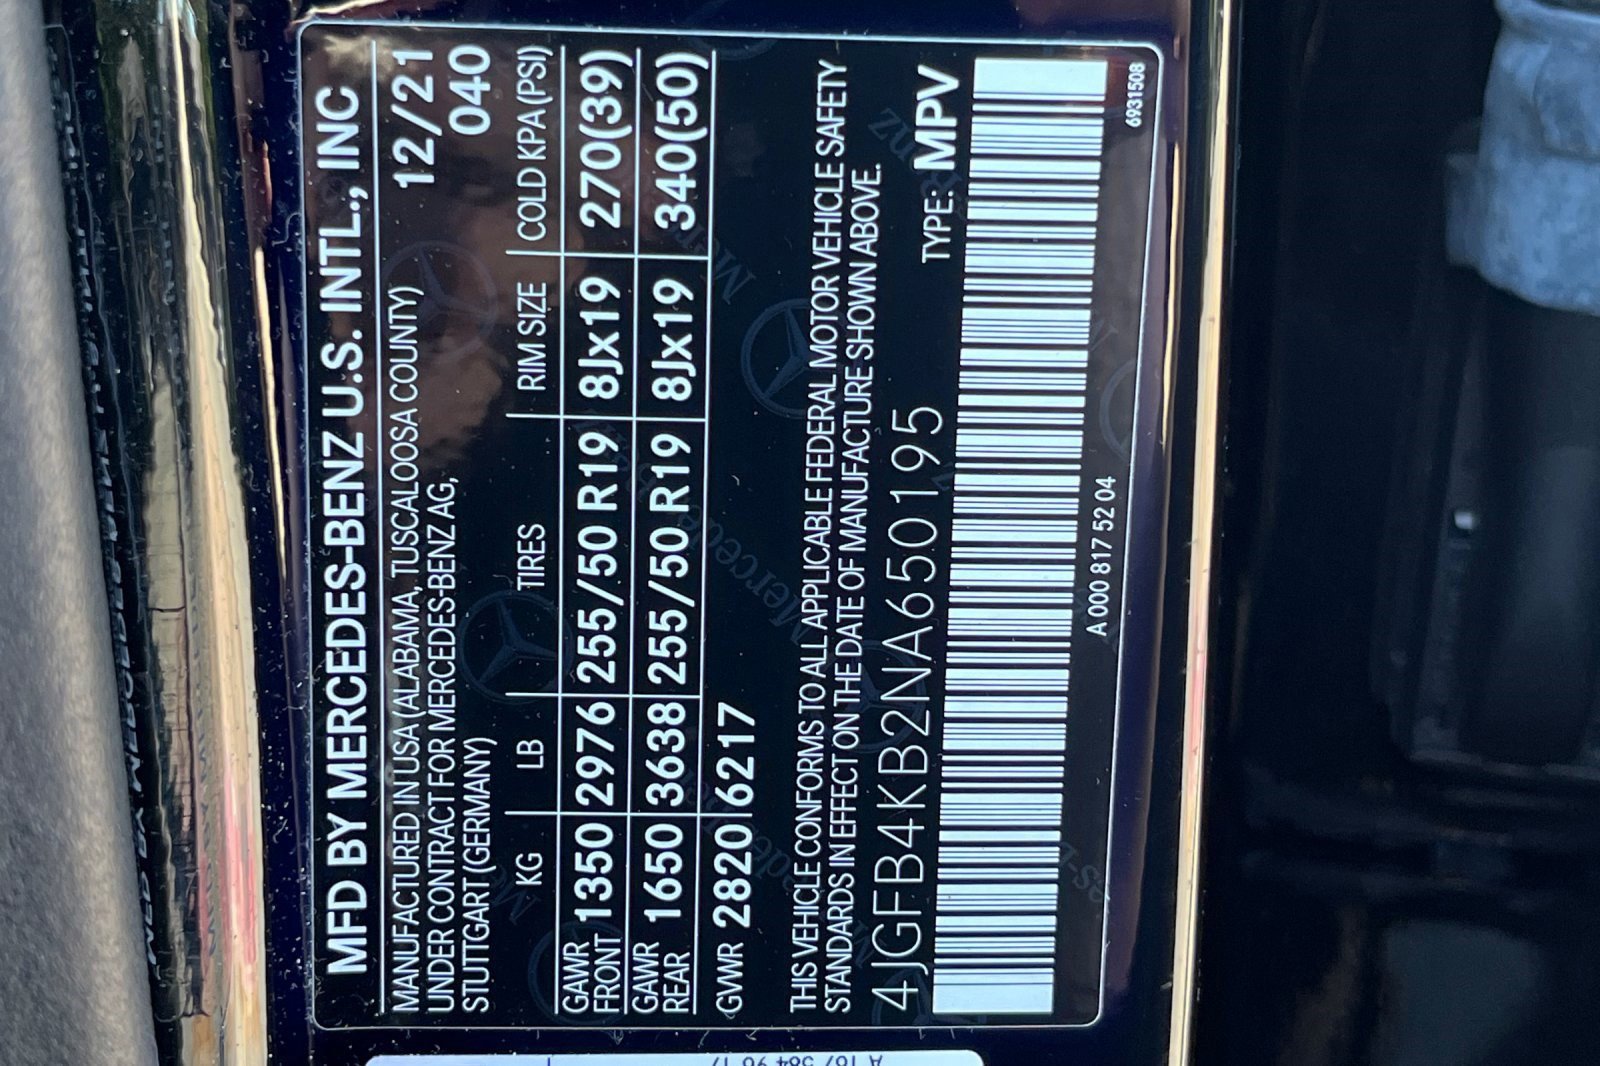 MFD BY MERCEDES-BENZ U.S. INTL., INC
MANUFACTURED IN USA (ALABAMA, TUSCALOOSA COUNTY) 12/21
UNDER CONTRACT FOR MERCEDES-BENZ AG, 040
STUTTGART (GERMANY)
KG LB TIRES RIM SIZE COLD KPA (PSI)
GAWR FRONT 1350 2976 255/50 R19 8Jx19 270(39)
GAWR REAR 1650 3638 255/50 R19 8Jx19 340(50)
GVWR 2820 6217
THIS VEHICLE CONFORMS TO ALL APPLICABLE FEDERAL MOTOR VEHICLE SAFETY
STANDARDS IN EFFECT ON THE DATE OF MANUFACTURE SHOWN ABOVE.
4JGFB4KB2NA650195 TYPE: MPV
A 000 817 52 04 6931508